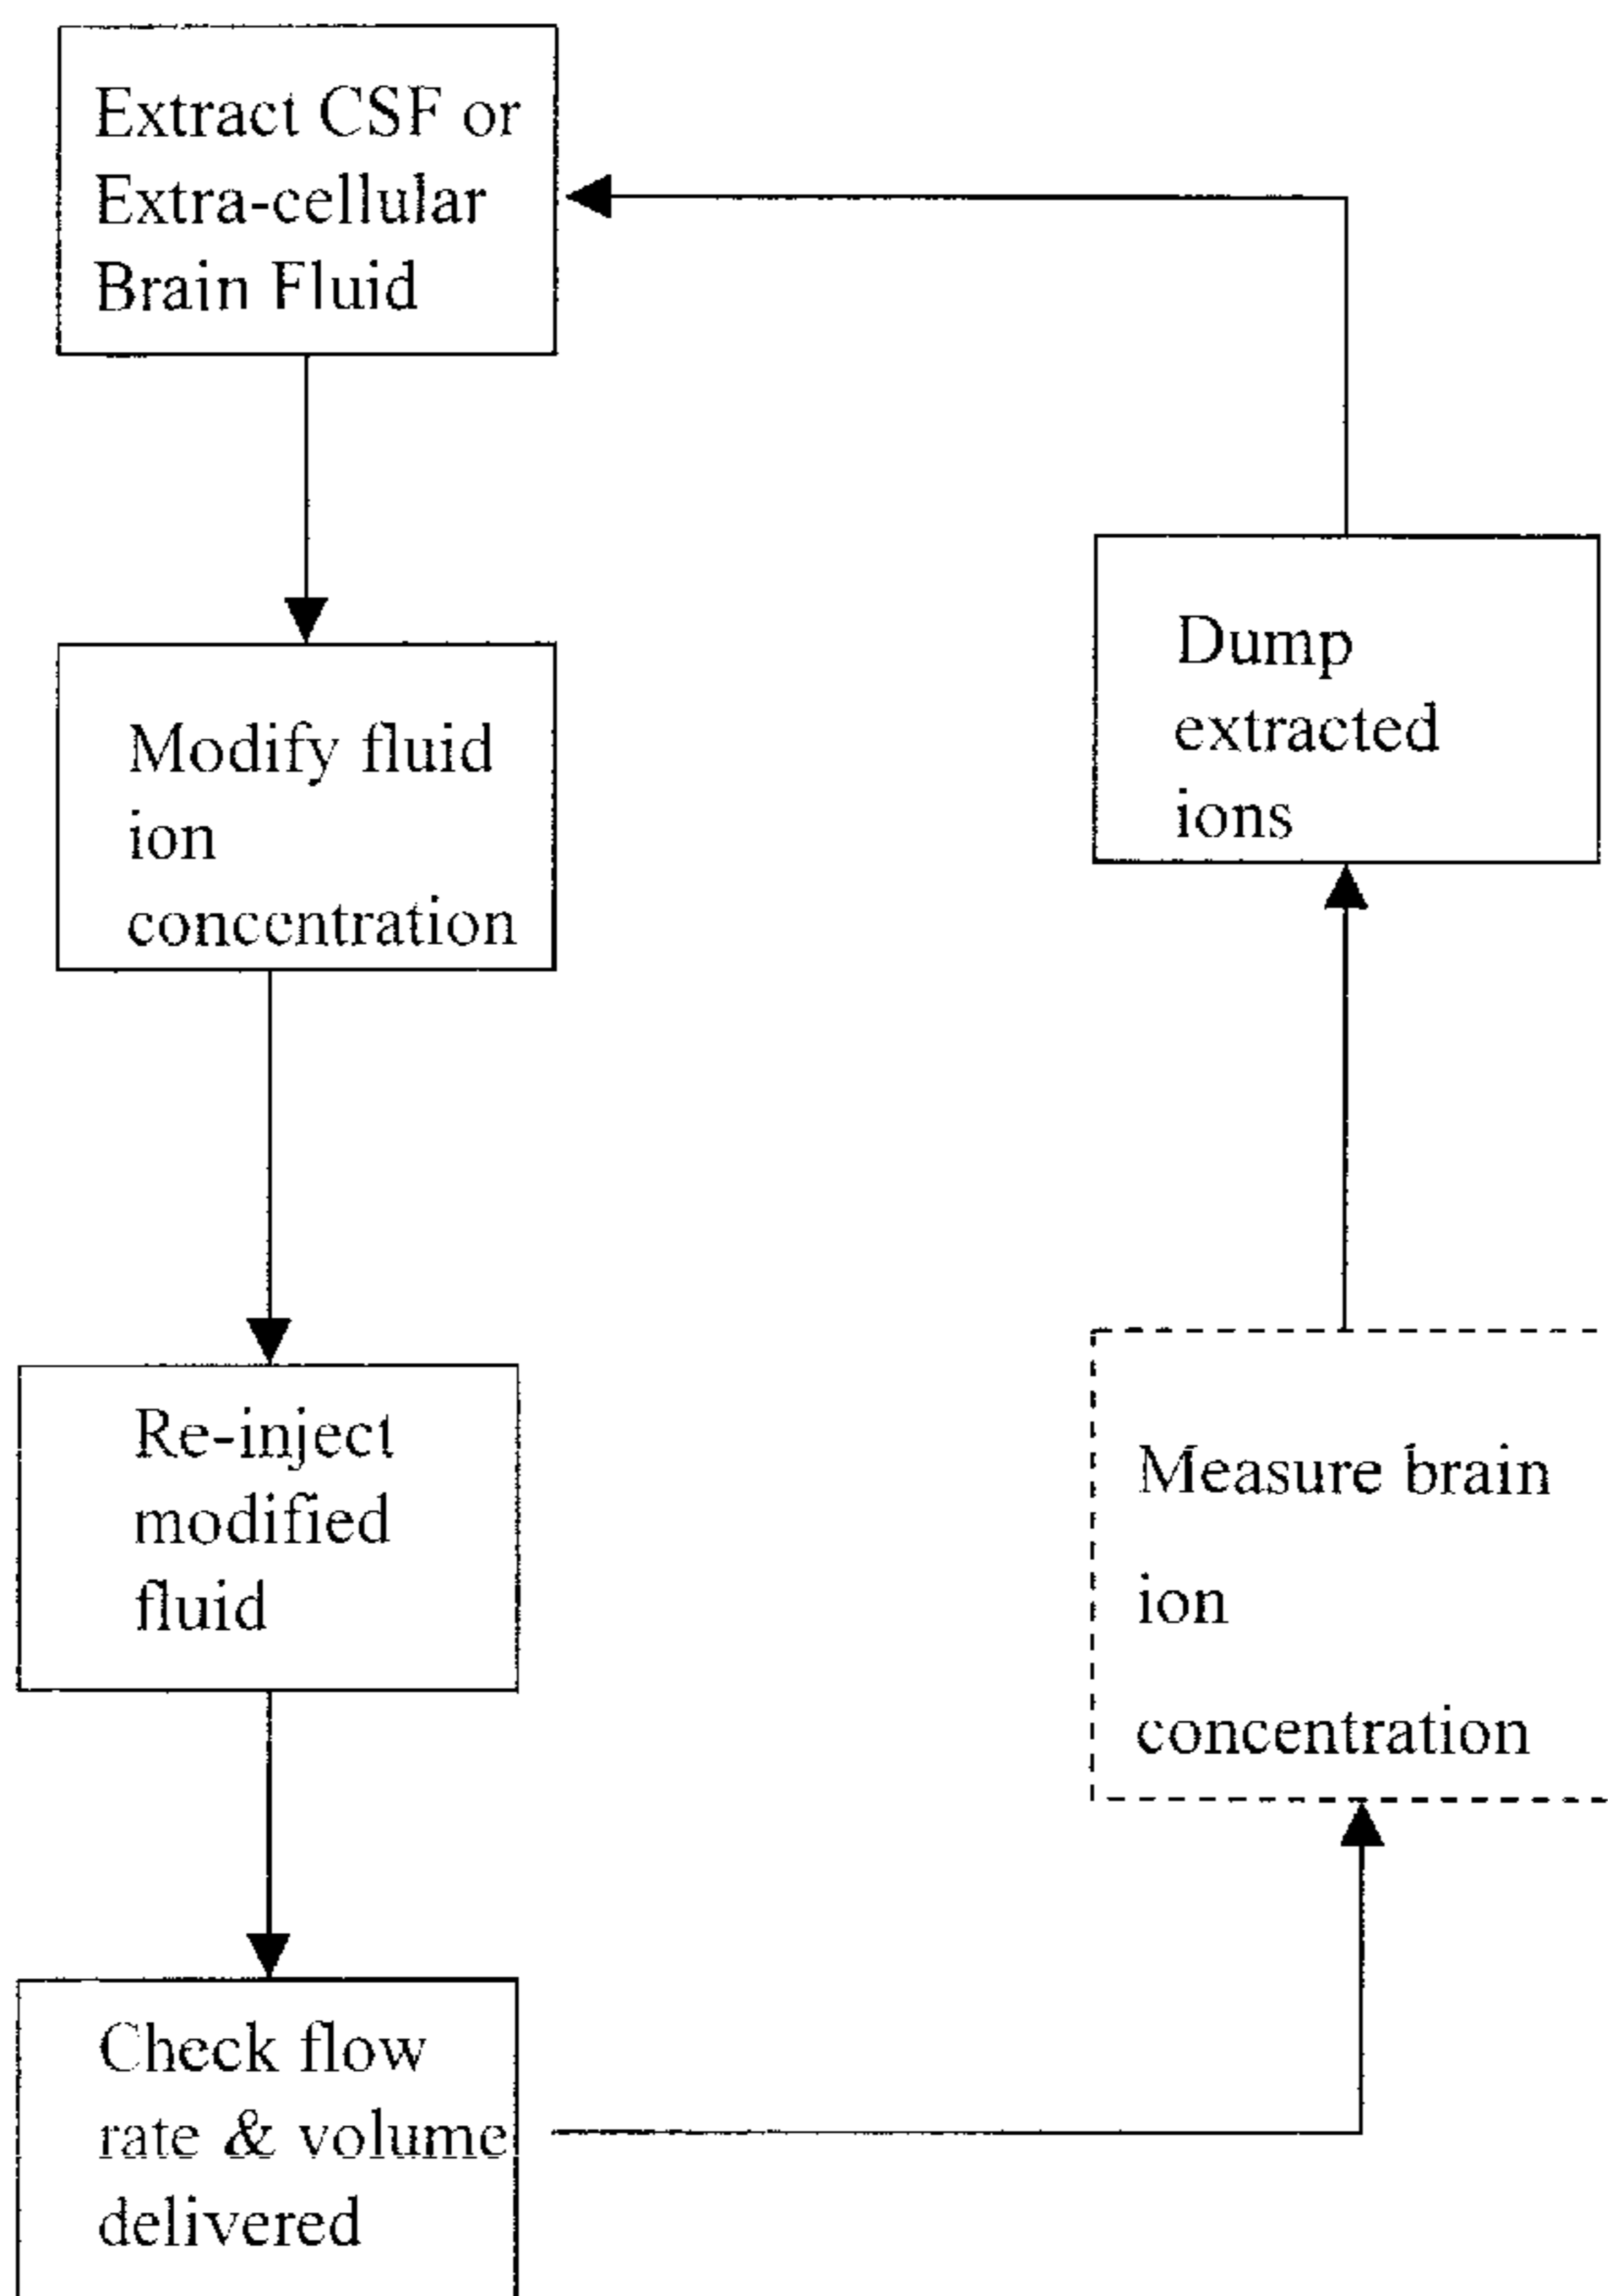 Extract CSF or
Extra-cellular
Brain Fluid
Modify fluid
ion
concentration
Re-inject
modified
fluid
Check flow
rate & volume
delivered
Measure brain
ion
concentration
Dump
extracted
ions